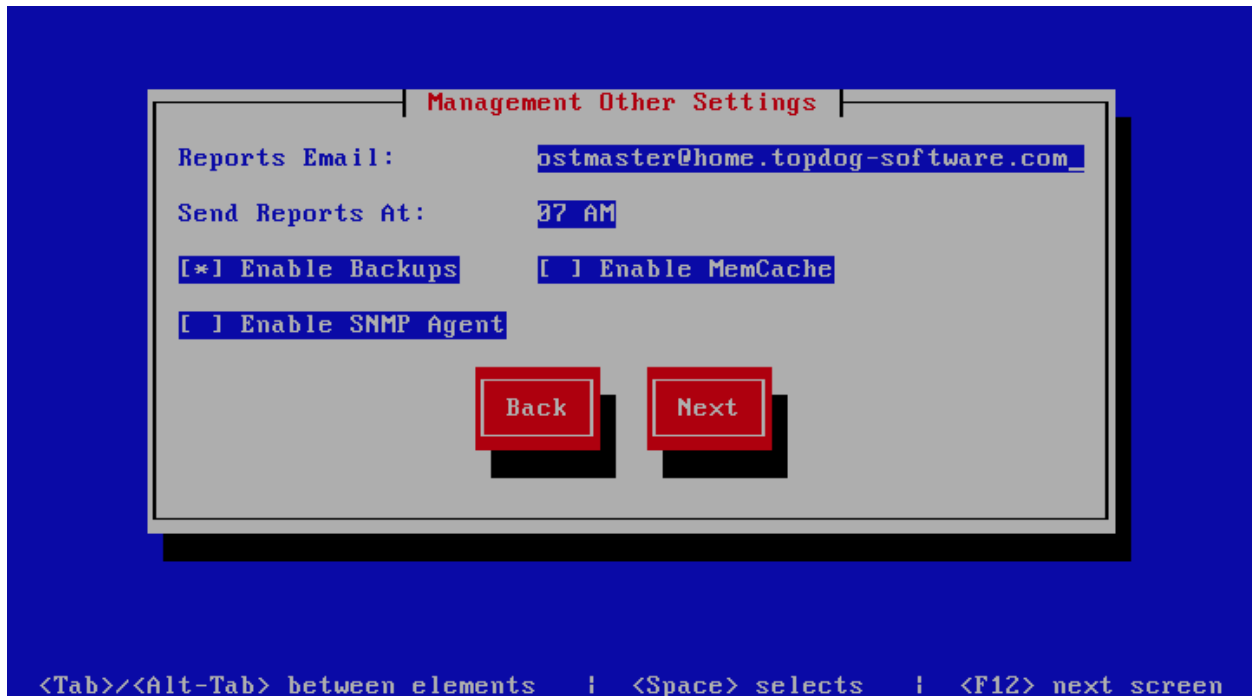 Management Other Settings
Reports Email: ostmaster@home.topdog-software.com_
Send Reports At: 07 AM
[*] Enable Backups [ ] Enable MemCache
[ ] Enable SNMP Agent
Back Next
<Tab>/<Alt-Tab> between elements | <Space> selects | <F12> next screen